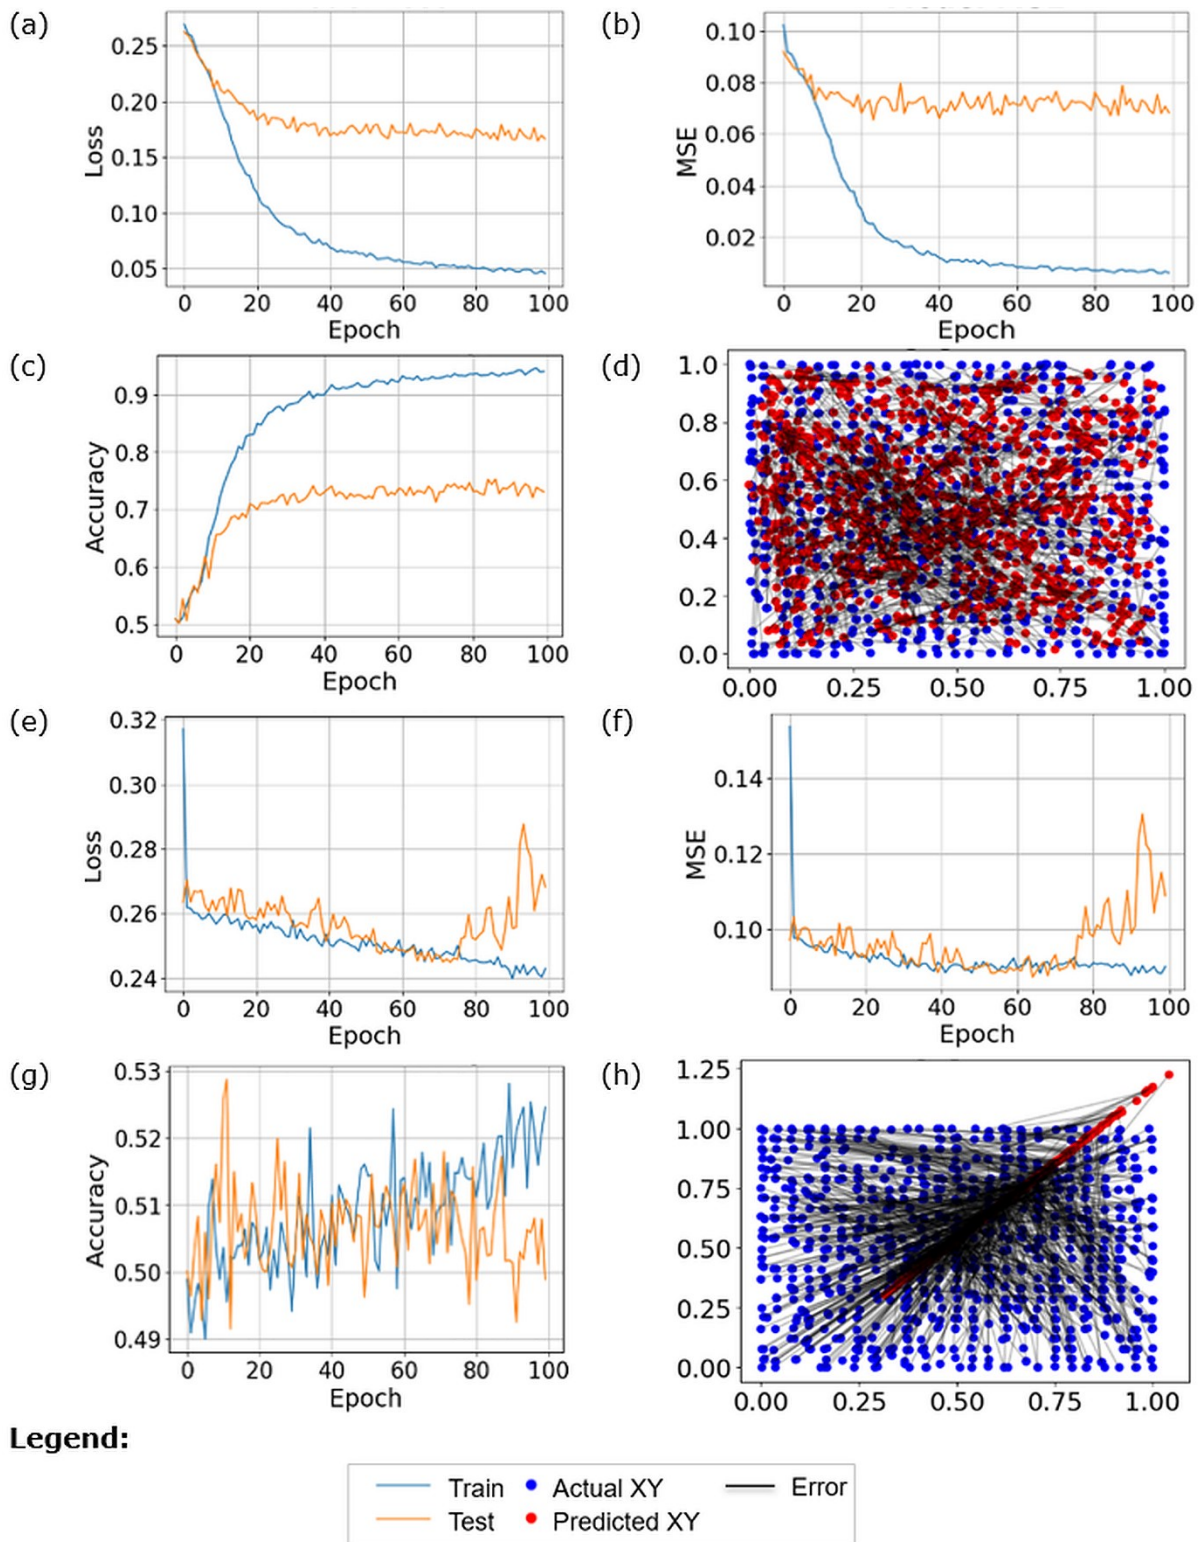 (a)
0.25
0.20
0.15
0.10
0.05
Loss
0 20 40 60 80 100
Epoch
(b)
0.10
0.08
0.06
0.04
0.02
MSE
0 20 40 60 80 100
Epoch
(c)
0.9
0.8
0.7
0.6
0.5
Accuracy
0 20 40 60 80 100
Epoch
(d)
1.0
0.8
0.6
0.4
0.2
0.0
0.00 0.25 0.50 0.75 1.00
(e)
0.32
0.30
0.28
0.26
0.24
Loss
0 20 40 60 80 100
Epoch
(f)
0.14
0.12
0.10
MSE
0 20 40 60 80 100
Epoch
(g)
0.53
0.52
0.51
0.50
0.49
Accuracy
0 20 40 60 80 100
Epoch
(h)
1.25
1.00
0.75
0.50
0.25
0.00
0.00 0.25 0.50 0.75 1.00
Legend:
Train Actual XY Error
Test Predicted XY